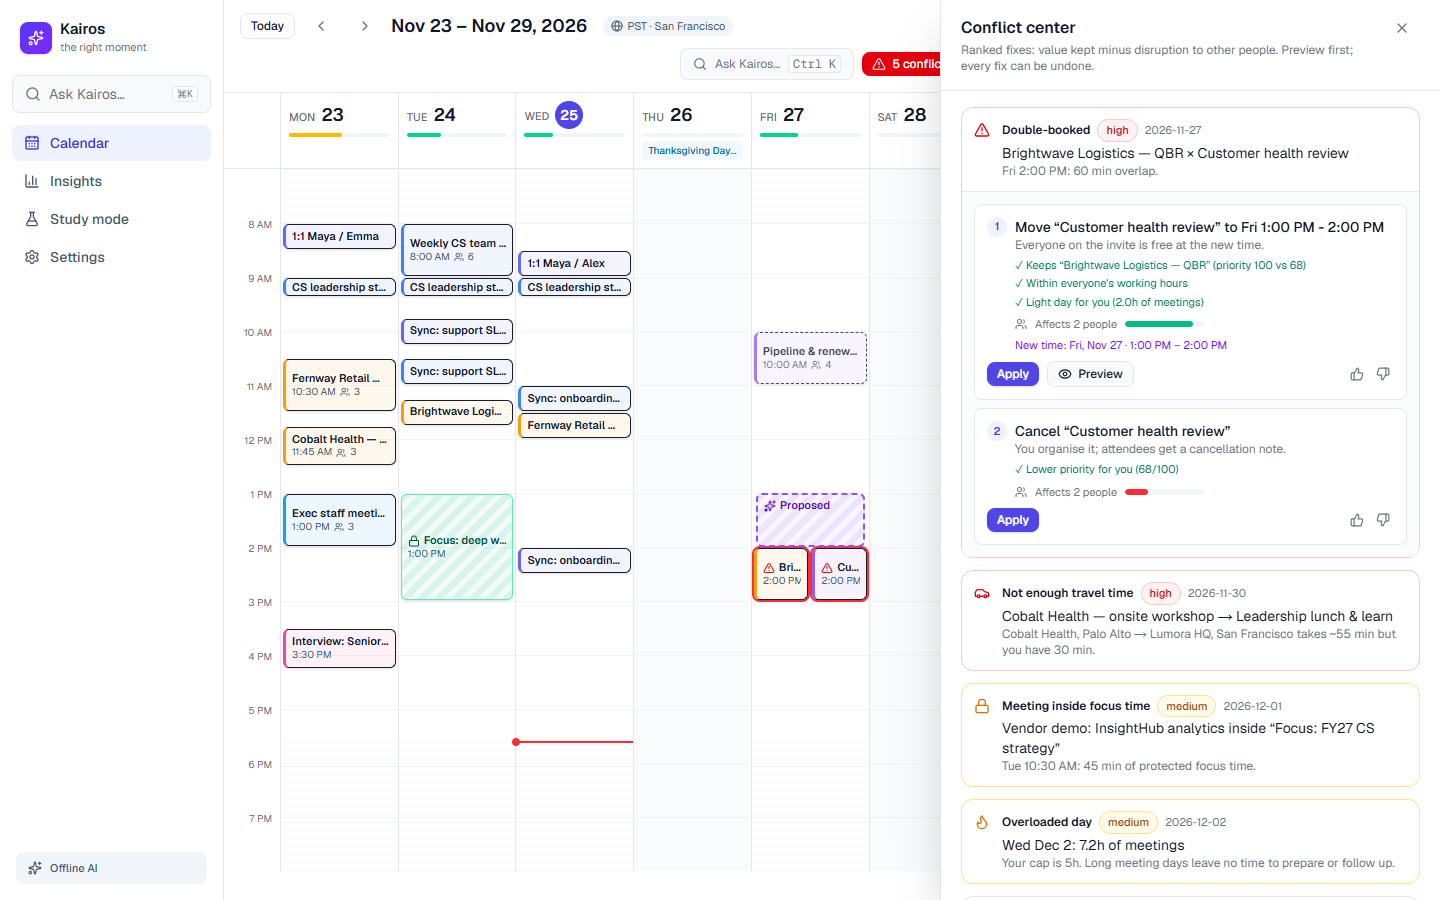 Kairos
the right moment
Ask Kairos...
⌘K
Calendar
Insights
Study mode
Settings
Offline AI
Today
Nov 23 – Nov 29, 2026
PST · San Francisco
Ask Kairos...
Ctrl K
5 conflic
MON 23
TUE 24
WED 25
THU 26
FRI 27
SAT 28
Thanksgiving Day...
8 AM
9 AM
10 AM
11 AM
12 PM
1 PM
2 PM
3 PM
4 PM
5 PM
6 PM
7 PM
1:1 Maya / Emma
CS leadership st...
Fernway Retail ...
10:30 AM 3
Cobalt Health — ...
11:45 AM 3
Exec staff meeti...
1:00 PM 3
Interview: Senior...
3:30 PM
Weekly CS team ...
8:00 AM 6
CS leadership st...
Sync: support SL...
Sync: support SL...
Brightwave Logi...
Focus: deep w...
1:00 PM
1:1 Maya / Alex
CS leadership st...
Sync: onboardin...
Fernway Retail ...
Sync: onboardin...
Pipeline & renew...
10:00 AM 4
Proposed
Bri...
2:00 PM
Cu...
2:00 PM
Conflict center
Ranked fixes: value kept minus disruption to other people. Preview first;
every fix can be undone.
Double-booked high 2026-11-27
Brightwave Logistics — QBR × Customer health review
Fri 2:00 PM: 60 min overlap.
1 Move “Customer health review” to Fri 1:00 PM - 2:00 PM
Everyone on the invite is free at the new time.
✓ Keeps “Brightwave Logistics — QBR” (priority 100 vs 68)
✓ Within everyone's working hours
✓ Light day for you (2.0h of meetings)
Affects 2 people
New time: Fri, Nov 27 · 1:00 PM – 2:00 PM
Apply
Preview
2 Cancel “Customer health review”
You organise it; attendees get a cancellation note.
✓ Lower priority for you (68/100)
Affects 2 people
Apply
Not enough travel time high 2026-11-30
Cobalt Health — onsite workshop → Leadership lunch & learn
Cobalt Health, Palo Alto → Lumora HQ, San Francisco takes ~55 min but
you have 30 min.
Meeting inside focus time medium 2026-12-01
Vendor demo: InsightHub analytics inside “Focus: FY27 CS
strategy”
Tue 10:30 AM: 45 min of protected focus time.
Overloaded day medium 2026-12-02
Wed Dec 2: 7.2h of meetings
Your cap is 5h. Long meeting days leave no time to prepare or follow up.